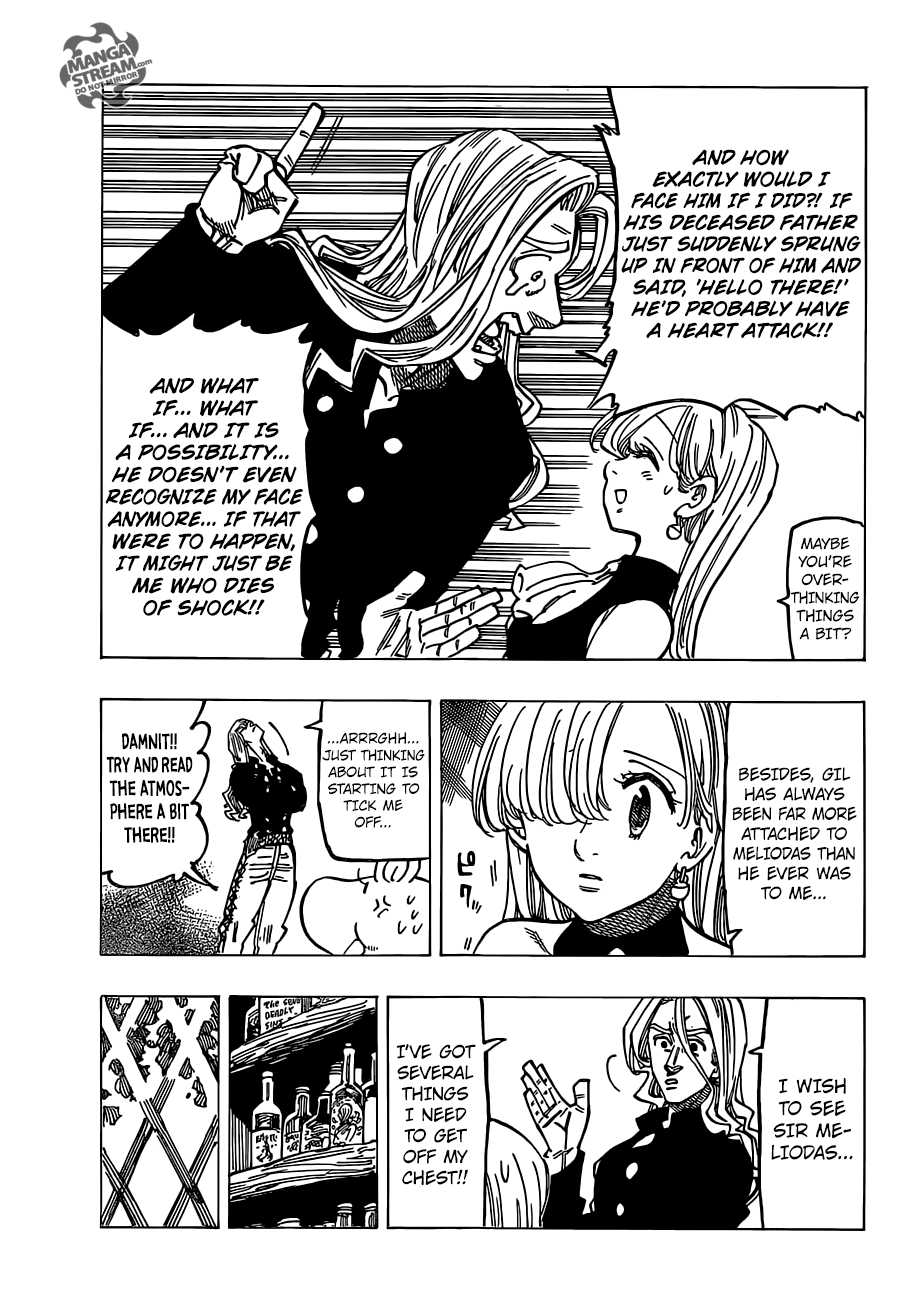 MANGA
STREAM.com
DO NOT MIRROR
AND HOW
EXACTLY WOULD I
FACE HIM IF I DID?! IF
HIS DECEASED FATHER
JUST SUDDENLY SPRUNG
UP IN FRONT OF HIM AND
SAID, 'HELLO THERE!'
HE'D PROBABLY HAVE
A HEART ATTACK!!
AND WHAT
IF... WHAT
IF... AND IT IS
A POSSIBILITY...
HE DOESN'T EVEN
RECOGNIZE MY FACE
ANYMORE... IF THAT
WERE TO HAPPEN,
IT MIGHT JUST BE
ME WHO DIES
OF SHOCK!!
MAYBE
YOU'RE
OVER-
THINKING
THINGS
A BIT?
BESIDES, GIL
HAS ALWAYS
BEEN FAR MORE
ATTACHED TO
MELIODAS THAN
HE EVER WAS
TO ME...
...ARRRGHH...
JUST THINKING
ABOUT IT IS
STARTING TO
TICK ME
OFF...
DAMNIT!!
TRY AND READ
THE ATMOS-
PHERE A BIT
THERE!!
I WISH
TO SEE
SIR ME-
LIODAS...
I'VE GOT
SEVERAL
THINGS
I NEED
TO GET
OFF MY
CHEST!!
The SEVEN
DEADLY
SINS